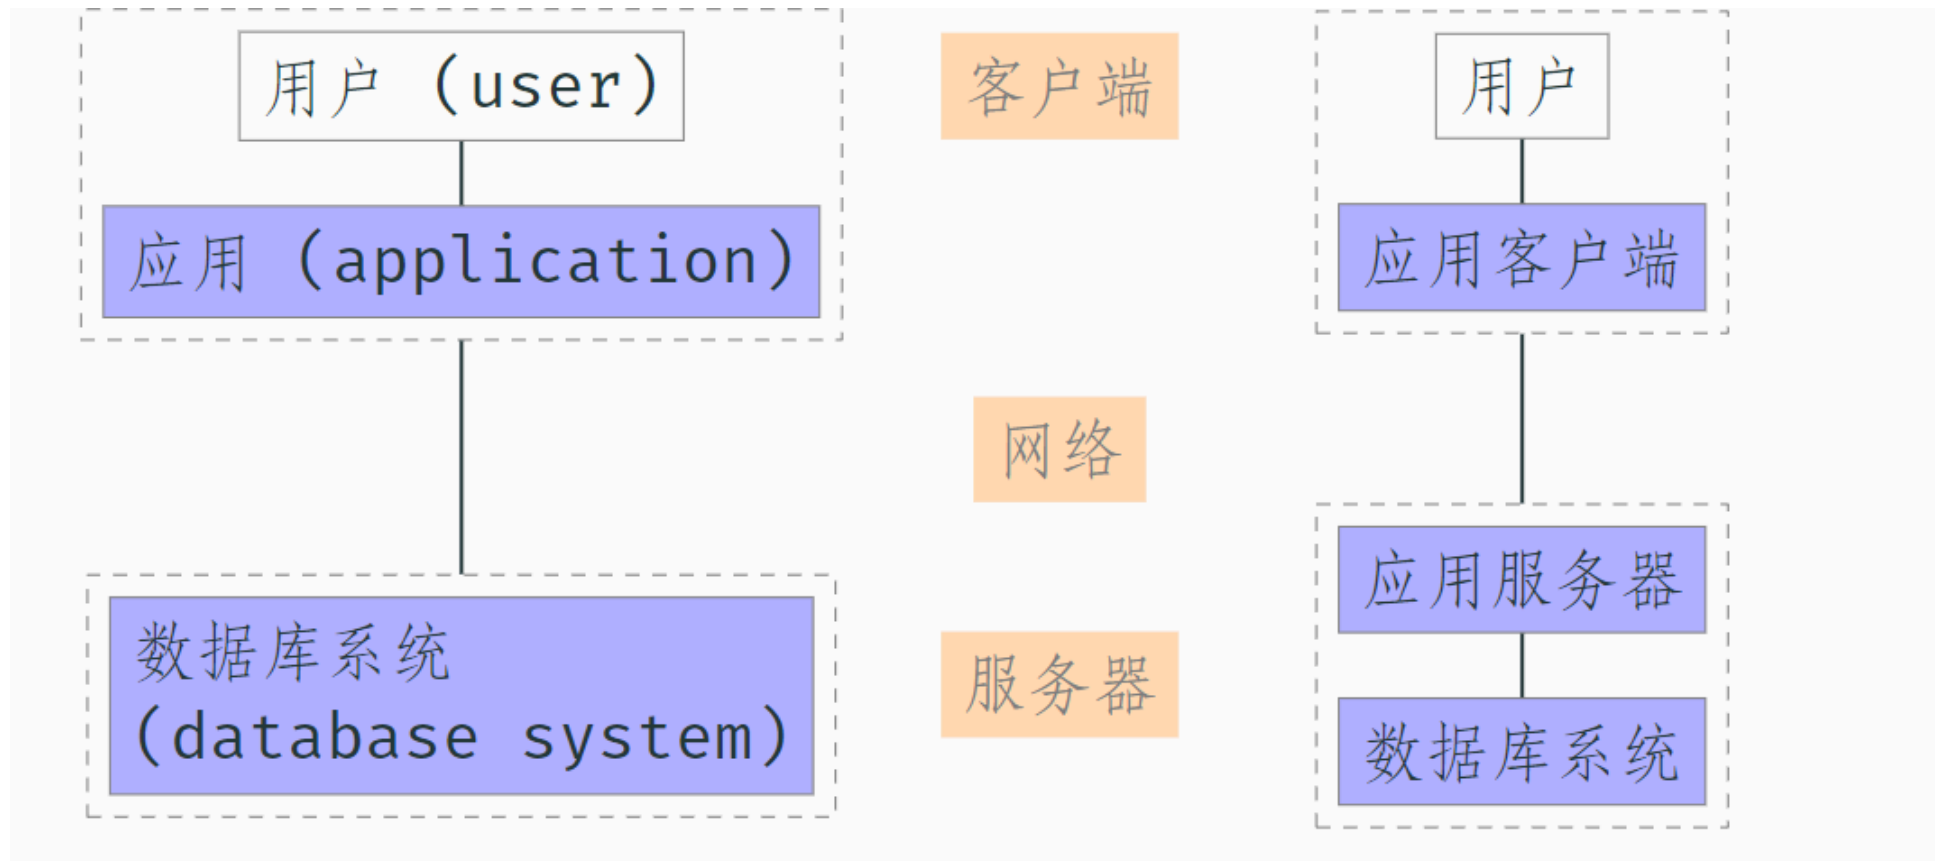 用户 (user)
应用 (application)
数据库系统
(database system)
客户端
网络
服务器
用户
应用客户端
应用服务器
数据库系统